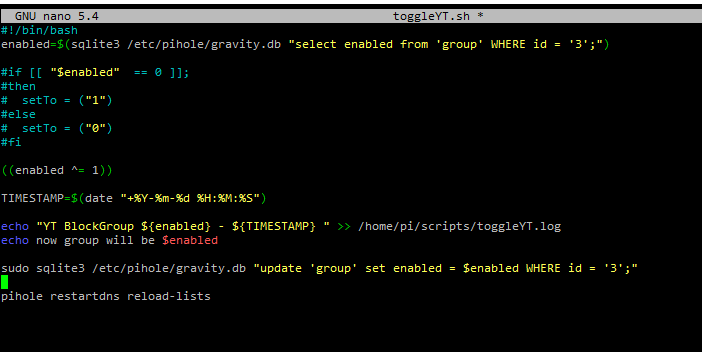 GNU nano 5.4 toggleYT.sh *
#!/bin/bash
enabled=$(sqlite3 /etc/pihole/gravity.db "select enabled from 'group' WHERE id = '3';")
#if [[ "$enabled"  == 0 ]];
#then
#  setTo = ("1")
#else
#  setTo = ("0")
#fi
((enabled ^= 1))
TIMESTAMP=$(date "+%Y-%m-%d %H:%M:%S")
echo "YT BlockGroup ${enabled} - ${TIMESTAMP} " >> /home/pi/scripts/toggleYT.log
echo now group will be $enabled
sudo sqlite3 /etc/pihole/gravity.db "update 'group' set enabled = $enabled WHERE id = '3';"
pihole restartdns reload-lists